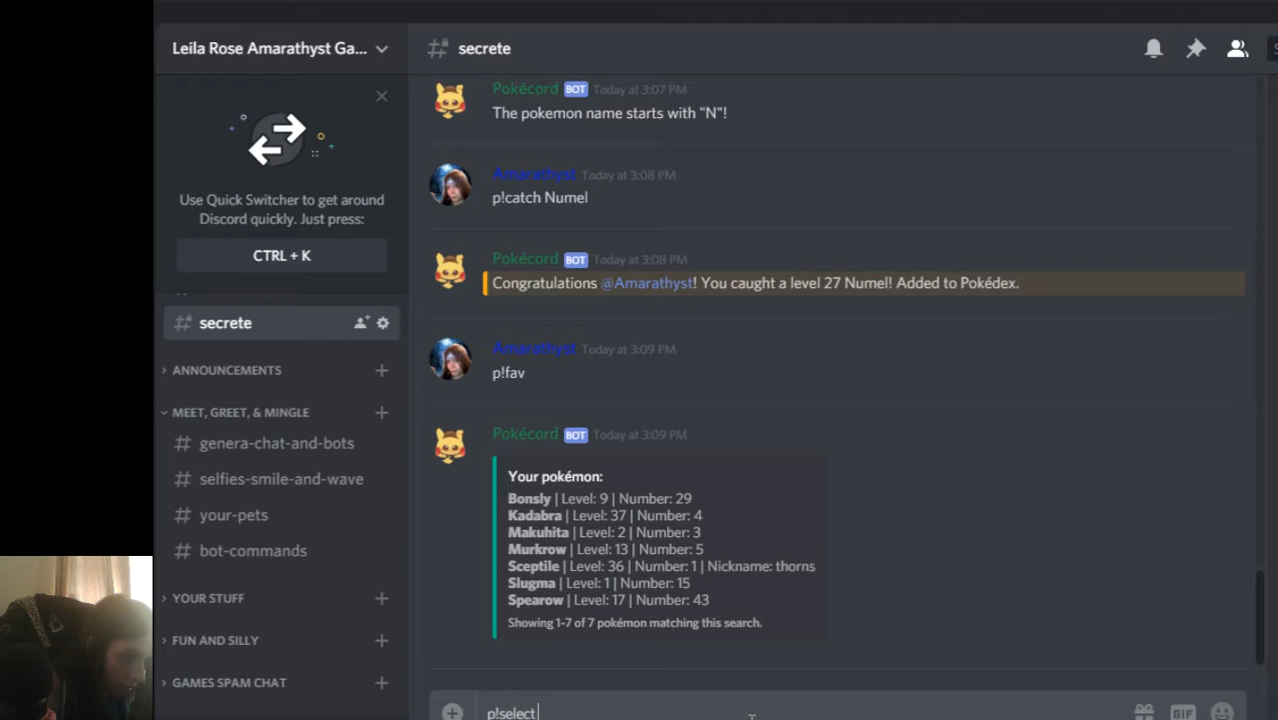 Leila Rose Amarathyst Ga...
secrete
Use Quick Switcher to get around
Discord quickly. Just press:
CTRL + K
secrete
ANNOUNCEMENTS
MEET, GREET, & MINGLE
genera-chat-and-bots
selfies-smile-and-wave
your-pets
bot-commands
YOUR STUFF
FUN AND SILLY
GAMES SPAM CHAT
Pokécord BOT Today at 3:07 PM
The pokemon name starts with "N"!
Amarathyst Today at 3:08 PM
p!catch Numel
Pokécord BOT Today at 3:08 PM
Congratulations @Amarathyst! You caught a level 27 Numel! Added to Pokédex.
Amarathyst Today at 3:09 PM
p!fav
Pokécord BOT Today at 3:09 PM
Your pokémon:
Bonsly | Level: 9 | Number: 29
Kadabra | Level: 37 | Number: 4
Makuhita | Level: 2 | Number: 3
Murkrow | Level: 13 | Number: 5
Sceptile | Level: 36 | Number: 1 | Nickname: thorns
Slugma | Level: 1 | Number: 15
Spearow | Level: 17 | Number: 43
Showing 1-7 of 7 pokémon matching this search.
p!select
GIF